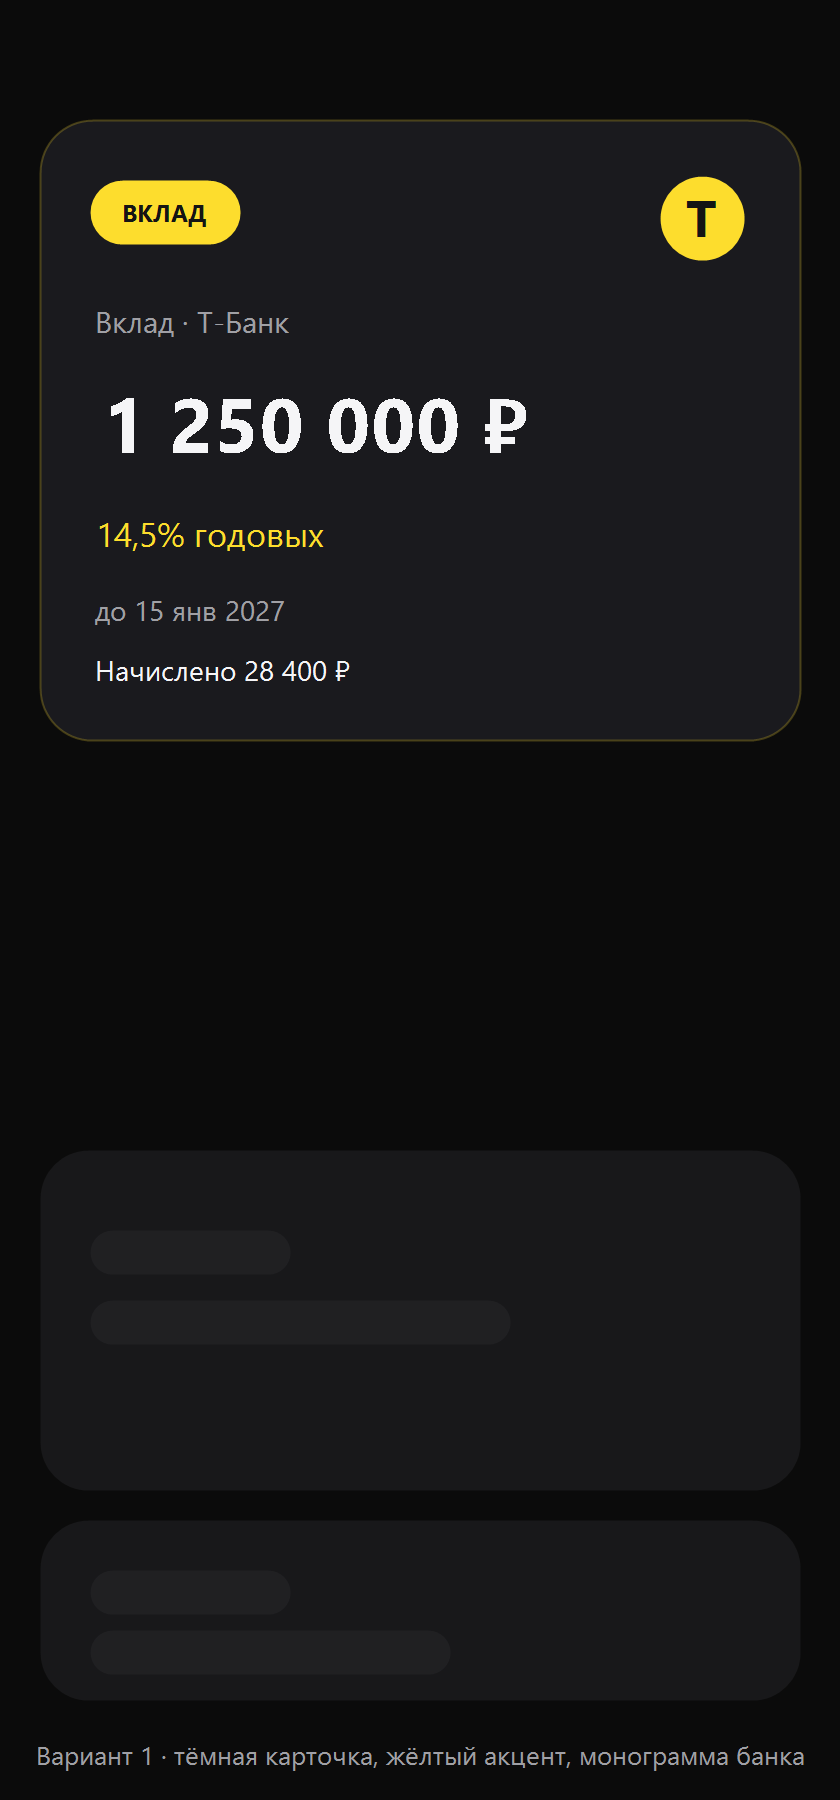 ВКЛАД
Т
Вклад · Т-Банк
1 250 000 ₽
14,5% годовых
до 15 янв 2027
Начислено 28 400 ₽
Вариант 1 · тёмная карточка, жёлтый акцент, монограмма банка